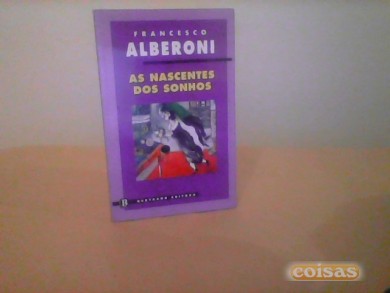 FRANCESCO
ALBERONI
AS NASCENTES
DOS SONHOS
B
BERTRAND EDITORA
coisas